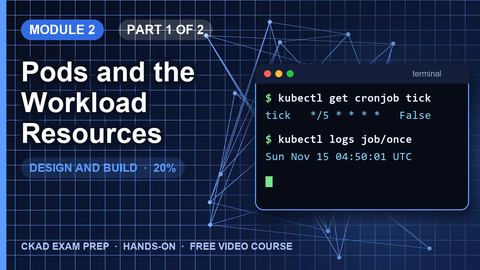 MODULE 2
PART 1 OF 2
Pods and the
Workload
Resources
DESIGN AND BUILD · 20%
terminal
$ kubectl get cronjob tick
tick */5 * * * * False
$ kubectl logs job/once
Sun Nov 15 04:50:01 UTC
CKAD EXAM PREP · HANDS-ON · FREE VIDEO COURSE